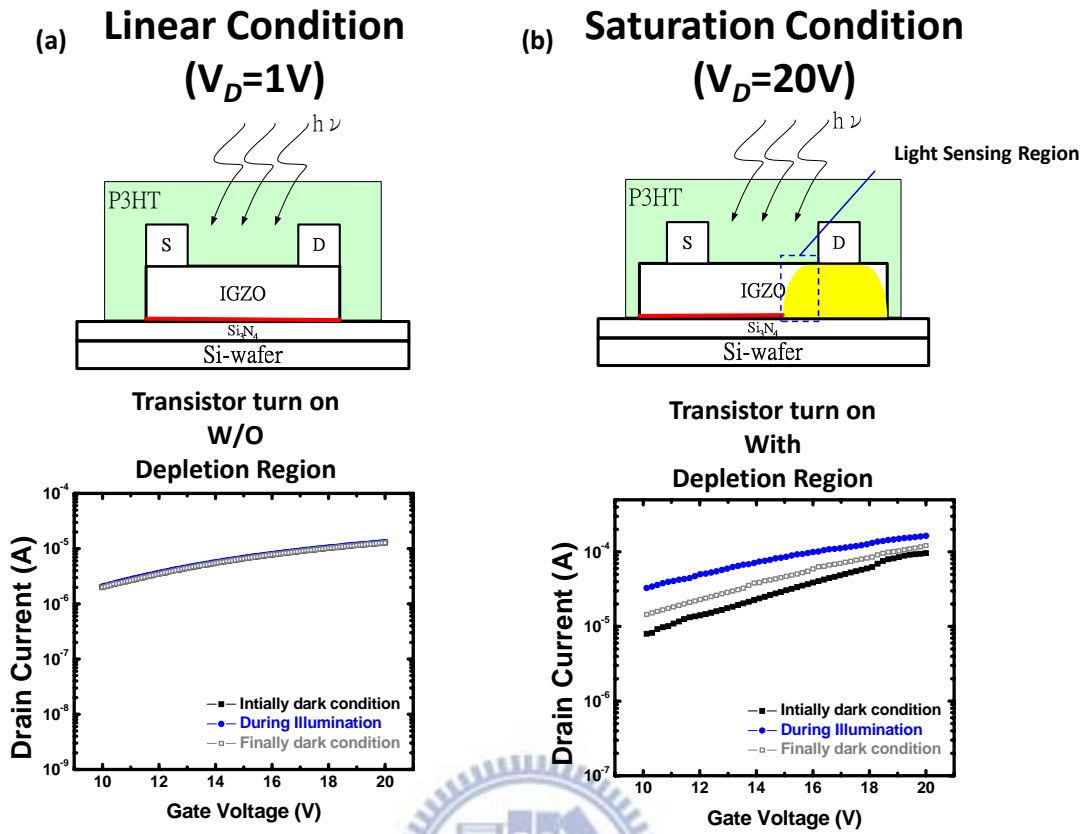 (a) Linear Condition
(V_D=1V)
hν
P3HT
S
D
IGZO
Si3N4
Si-wafer
Transistor turn on
W/O
Depletion Region
10^-4
10^-5
10^-6
10^-7
10^-8
10^-9
Drain Current (A)
Intially dark condition
During Illumination
Finally dark condition
10 12 14 16 18 20
Gate Voltage (V)
(b) Saturation Condition
(V_D=20V)
hν
Light Sensing Region
P3HT
S
D
IGZO
Si3N4
Si-wafer
Transistor turn on
With
Depletion Region
10^-4
10^-5
10^-6
10^-7
Drain Current (A)
Intially dark condition
During Illumination
Finally dark condition
10 12 14 16 18 20
Gate Voltage (V)